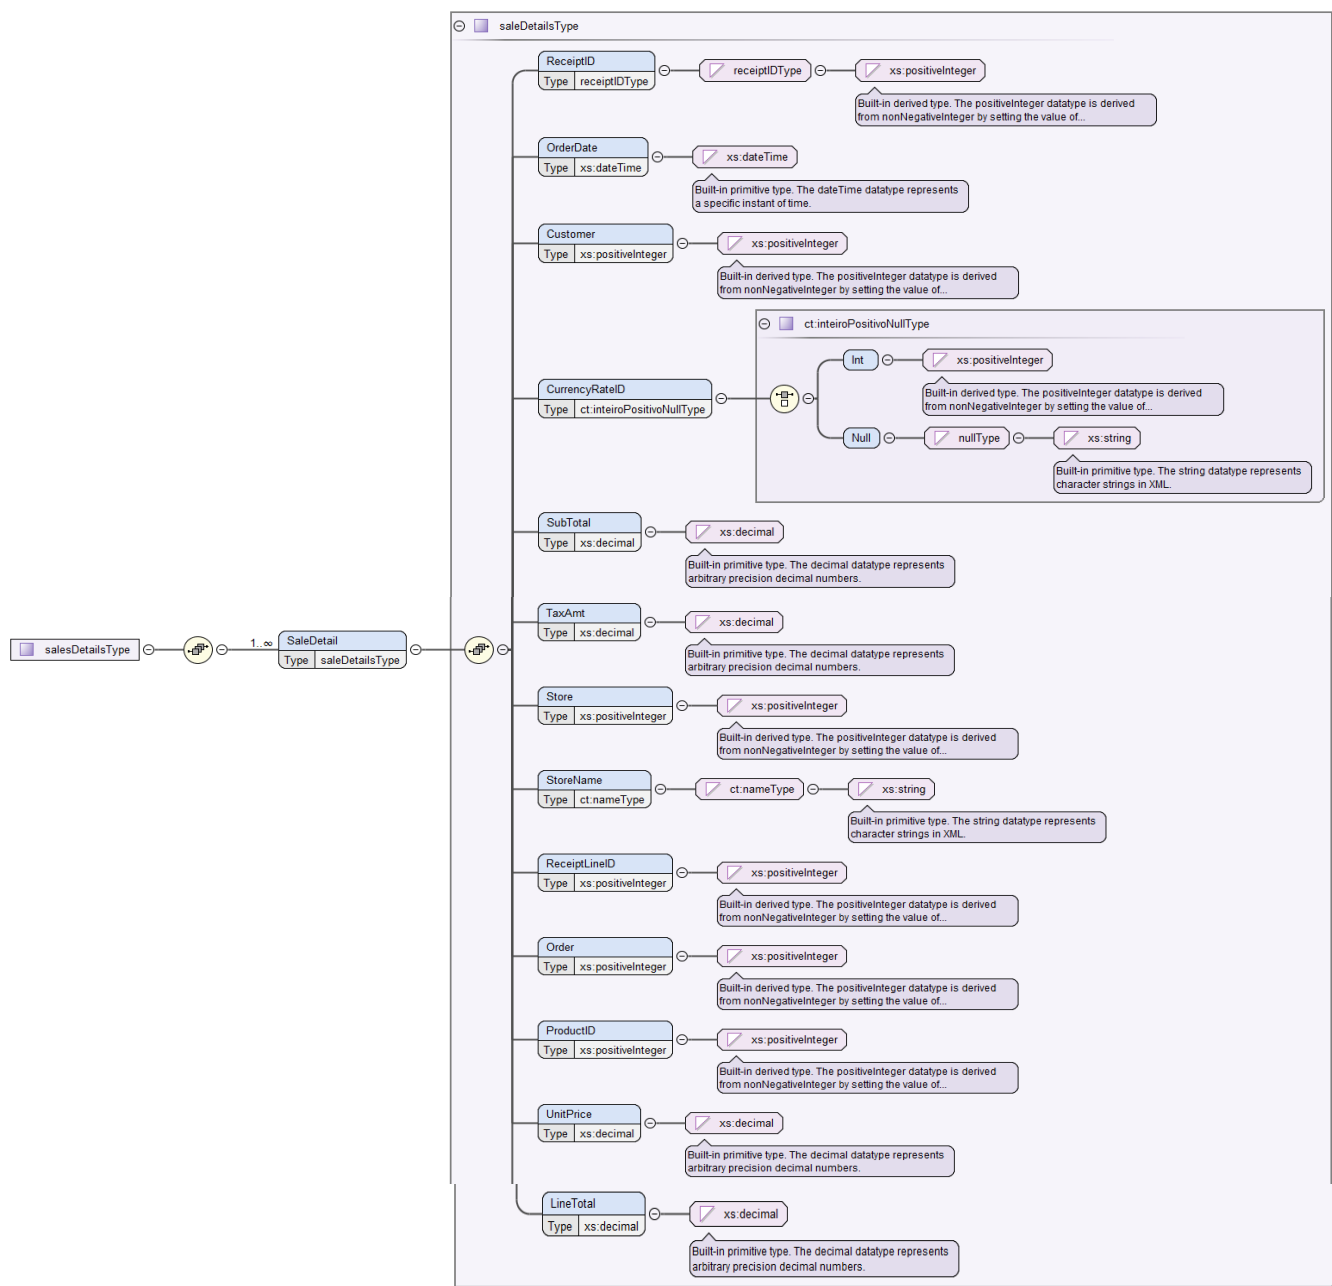 saleDetailsType
ReceiptID
Type receiptIDType
receiptIDType
xs:positiveInteger
Built-in derived type. The positiveInteger datatype is derived
from nonNegativeInteger by setting the value of...
OrderDate
Type xs:dateTime
xs:dateTime
Built-in primitive type. The dateTime datatype represents
a specific instant of time.
Customer
Type xs:positiveInteger
xs:positiveInteger
Built-in derived type. The positiveInteger datatype is derived
from nonNegativeInteger by setting the value of...
ct:inteiroPositivoNullType
Int
xs:positiveInteger
Built-in derived type. The positiveInteger datatype is derived
from nonNegativeInteger by setting the value of...
CurrencyRateID
Type ct:inteiroPositivoNullType
Null
nullType
xs:string
Built-in primitive type. The string datatype represents
character strings in XML.
SubTotal
Type xs:decimal
xs:decimal
Built-in primitive type. The decimal datatype represents
arbitrary precision decimal numbers.
TaxAmt
Type xs:decimal
xs:decimal
Built-in primitive type. The decimal datatype represents
arbitrary precision decimal numbers.
salesDetailsType
1..∞
SaleDetail
Type saleDetailsType
Store
Type xs:positiveInteger
xs:positiveInteger
Built-in derived type. The positiveInteger datatype is derived
from nonNegativeInteger by setting the value of...
StoreName
Type ct:nameType
ct:nameType
xs:string
Built-in primitive type. The string datatype represents
character strings in XML.
ReceiptLineID
Type xs:positiveInteger
xs:positiveInteger
Built-in derived type. The positiveInteger datatype is derived
from nonNegativeInteger by setting the value of...
Order
Type xs:positiveInteger
xs:positiveInteger
Built-in derived type. The positiveInteger datatype is derived
from nonNegativeInteger by setting the value of...
ProductID
Type xs:positiveInteger
xs:positiveInteger
Built-in derived type. The positiveInteger datatype is derived
from nonNegativeInteger by setting the value of...
UnitPrice
Type xs:decimal
xs:decimal
Built-in primitive type. The decimal datatype represents
arbitrary precision decimal numbers.
LineTotal
Type xs:decimal
xs:decimal
Built-in primitive type. The decimal datatype represents
arbitrary precision decimal numbers.